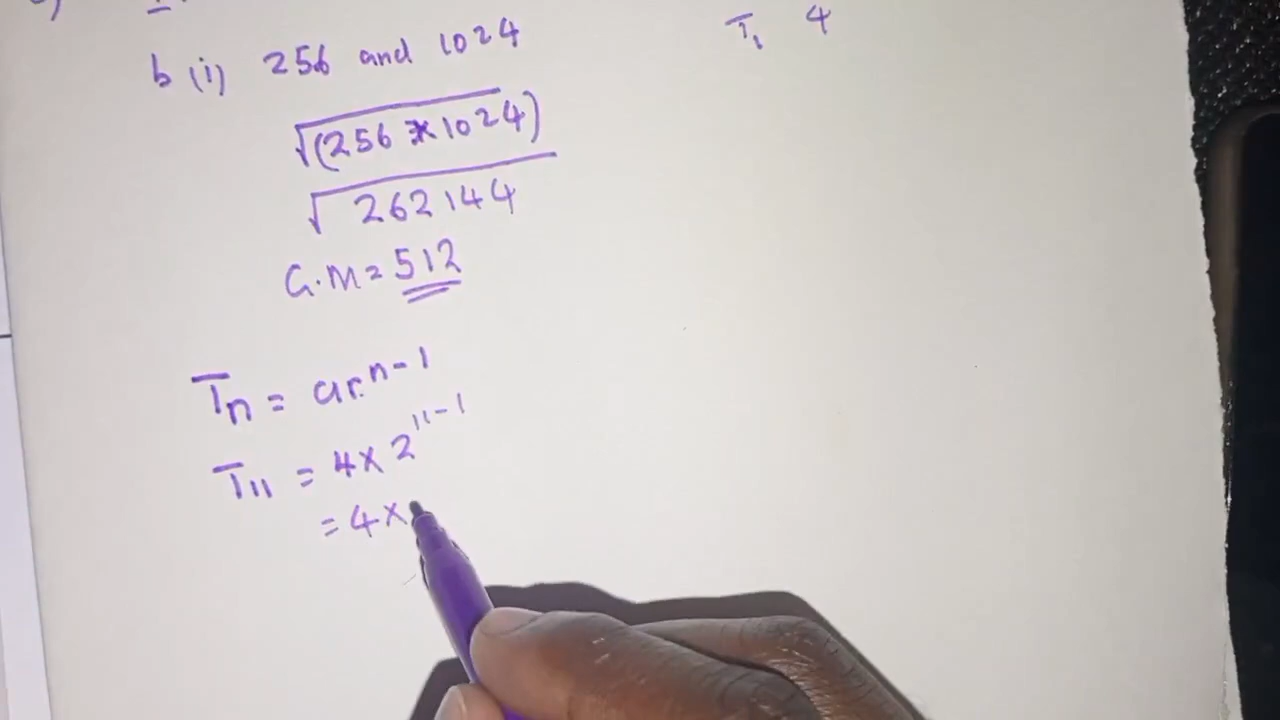 b (i) 256 and 1024
T₁ 4
√(256 × 1024)
√262144
G.M = 512
Tn = ar^n-1
T11 = 4 × 2^11-1
= 4 ×